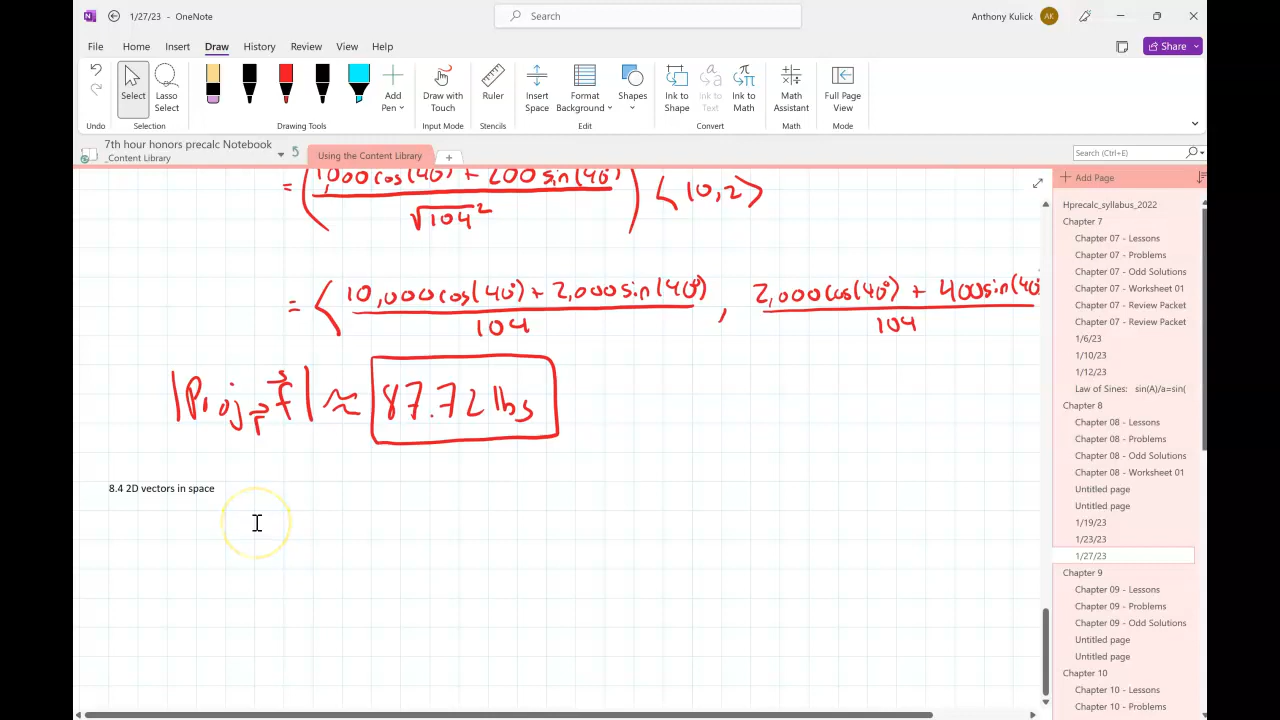 1/27/23 - OneNote
Search
Anthony Kulick
AK
File Home Insert Draw History Review View Help
Share
Undo
Select
Lasso Select
Selection
Drawing Tools
Add Pen
Draw with Touch
Input Mode
Ruler
Stencils
Insert Space
Format Background
Shapes
Edit
Ink to Shape
Ink to Text
Ink to Math
Convert
Math Assistant
Math
Full Page View
Mode
7th hour honors precalc Notebook
_Content Library
Using the Content Library
+
Search (Ctrl+E)
= (1,000cos(40°) + 200sin(40°) / √104²) <10,2>
= < 10,000cos(40°) + 2,000sin(40°) / 104 , 2,000cos(40°) + 400sin(40° / 104
|Proj r⃗ f⃗| ≈ 87.72 lbs
8.4 2D vectors in space
Add Page
Hprecalc_syllabus_2022
Chapter 7
Chapter 07 - Lessons
Chapter 07 - Problems
Chapter 07 - Odd Solutions
Chapter 07 - Worksheet 01
Chapter 07 - Review Packet
Chapter 07 - Review Packet
1/6/23
1/10/23
1/12/23
Law of Sines: sin(A)/a=sin(
Chapter 8
Chapter 08 - Lessons
Chapter 08 - Problems
Chapter 08 - Odd Solutions
Chapter 08 - Worksheet 01
Untitled page
Untitled page
1/19/23
1/23/23
1/27/23
Chapter 9
Chapter 09 - Lessons
Chapter 09 - Problems
Chapter 09 - Odd Solutions
Untitled page
Untitled page
Chapter 10
Chapter 10 - Lessons
Chapter 10 - Problems